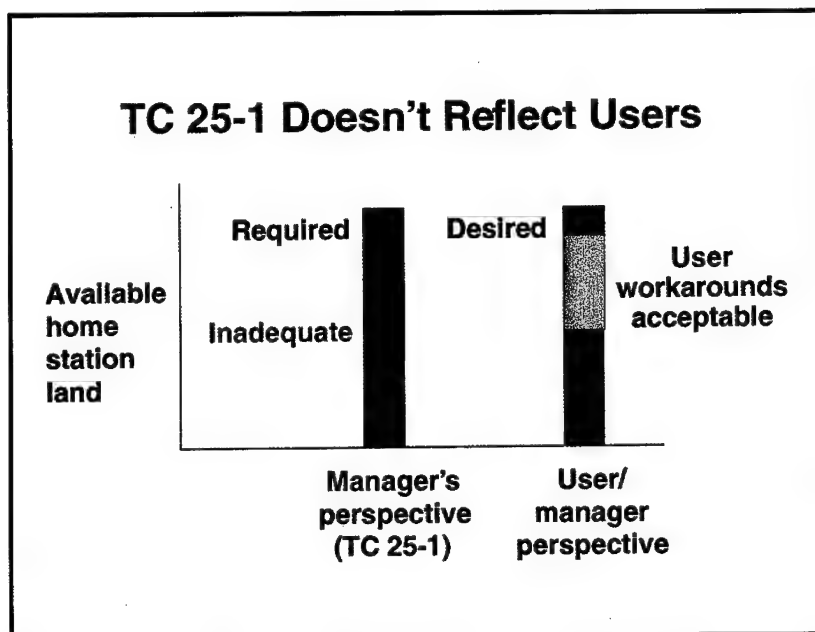 TC 25-1 Doesn't Reflect Users
Available
home
station
land
Required
Inadequate
Desired
User
workarounds
acceptable
Manager's
perspective
(TC 25-1)
User/
manager
perspective